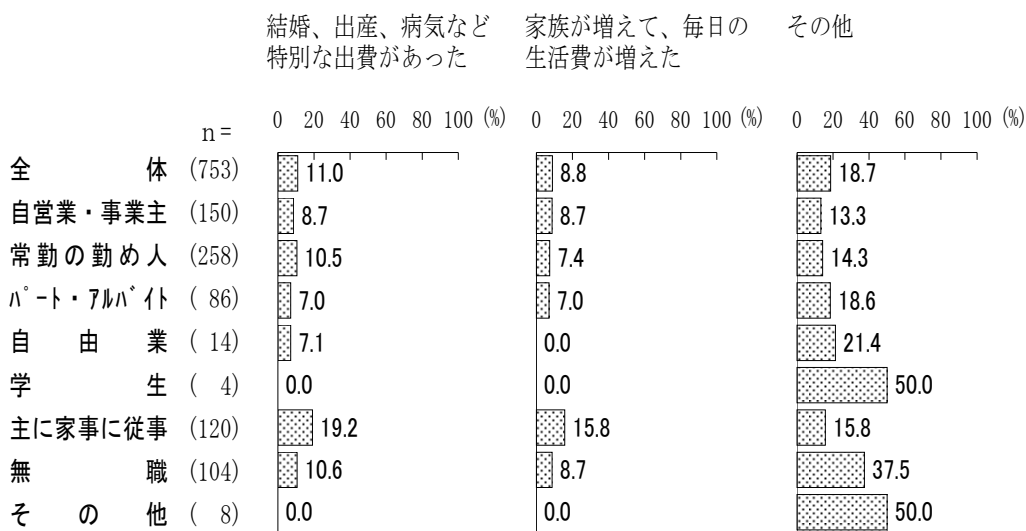 結婚、出産、病気など 家族が増えて、毎日の その他
特別な出費があった 生活費が増えた
n= 0 20 40 60 80 100 (%) 0 20 40 60 80 100 (%) 0 20 40 60 80 100 (%)
全体 (753) 11.0 8.8 18.7
自営業・事業主 (150) 8.7 8.7 13.3
常勤の勤め人 (258) 10.5 7.4 14.3
ﾊﾟｰﾄ・ｱﾙﾊﾞｲﾄ ( 86) 7.0 7.0 18.6
自由業 ( 14) 7.1 0.0 21.4
学生 ( 4) 0.0 0.0 50.0
主に家事に従事 (120) 19.2 15.8 15.8
無職 (104) 10.6 8.7 37.5
その他 ( 8) 0.0 0.0 50.0